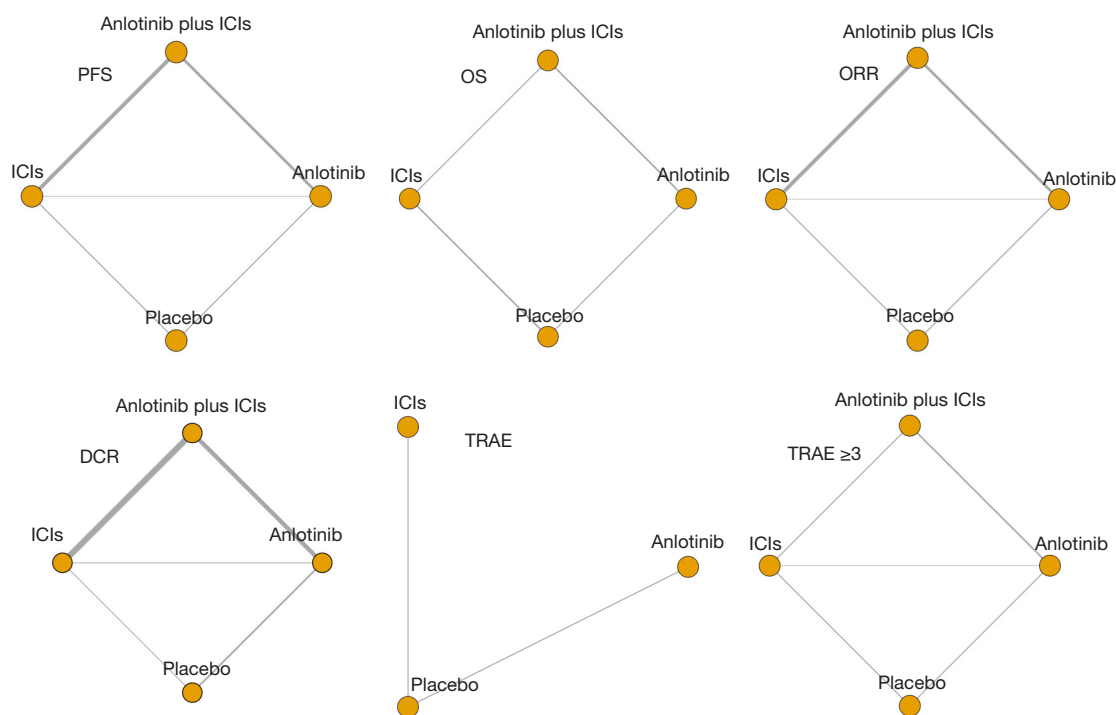 Anlotinib plus ICIs
PFS
ICIs
Anlotinib
Placebo
Anlotinib plus ICIs
OS
ICIs
Anlotinib
Placebo
Anlotinib plus ICIs
ORR
ICIs
Anlotinib
Placebo
Anlotinib plus ICIs
DCR
ICIs
Anlotinib
Placebo
ICIs
TRAE
Anlotinib
Placebo
Anlotinib plus ICIs
TRAE ≥3
ICIs
Anlotinib
Placebo